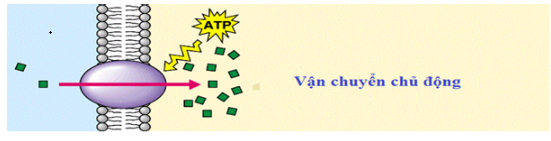 ATP
Vận chuyển chủ động